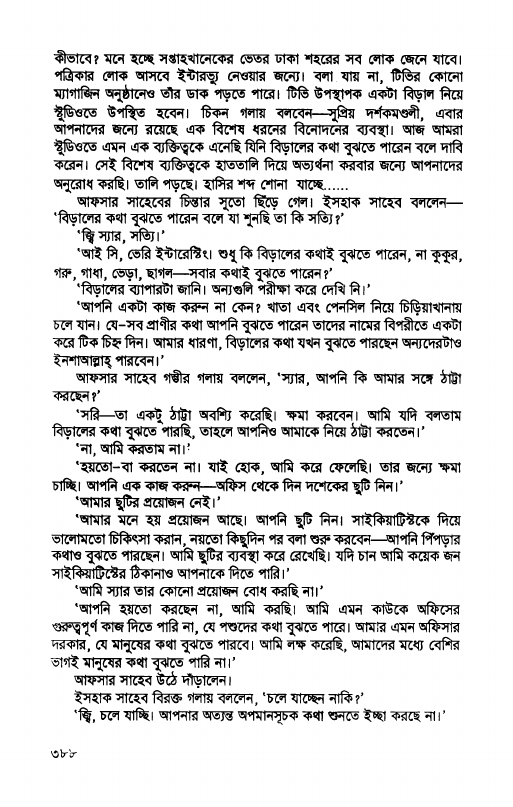 কীভাবে? মনে হচ্ছে সপ্তাহখানেকের ভেতর ঢাকা শহরের সব লোক জেনে যাবে।
পত্রিকার লোক আসবে ইন্টারভ্যু নেওয়ার জন্যে। বলা যায় না, টিভির কোনো
ম্যাগাজিন অনুষ্ঠানেও তাঁর ডাক পড়তে পারে। টিভি উপস্থাপক একটা বিড়াল নিয়ে
স্টুডিওতে উপস্থিত হবেন। চিকন গলায় বলবেন—সুপ্রিয় দর্শকমণ্ডলী, এবার
আপনাদের জন্যে রয়েছে এক বিশেষ ধরনের বিনোদনের ব্যবস্থা। আজ আমরা
স্টুডিওতে এমন এক ব্যক্তিত্বকে এনেছি যিনি বিড়ালের কথা বুঝতে পারেন বলে দাবি
করেন। সেই বিশেষ ব্যক্তিত্বকে হাততালি দিয়ে অভ্যর্থনা করবার জন্যে আপনাদের
অনুরোধ করছি। তালি পড়ছে। হাসির শব্দ শোনা যাচ্ছে......
আফসার সাহেবের চিন্তার সুতো ছিঁড়ে গেল। ইসহাক সাহেব বললেন—
‘বিড়ালের কথা বুঝতে পারেন বলে যা শুনছি তা কি সত্যি?’
‘জ্বি স্যার, সত্যি।’
‘আই সি, ভেরি ইন্টারেস্টিং। শুধু কি বিড়ালের কথাই বুঝতে পারেন, না কুকুর,
গরু, গাধা, ভেড়া, ছাগল—সবার কথাই বুঝতে পারেন?’
‘বিড়ালের ব্যাপারটা জানি। অন্যগুলি পরীক্ষা করে দেখি নি।’
‘আপনি একটা কাজ করুন না কেন? খাতা এবং পেনসিল নিয়ে চিড়িয়াখানায়
চলে যান। যে-সব প্রাণীর কথা আপনি বুঝতে পারেন তাদের নামের বিপরীতে একটা
করে টিক চিহ্ন দিন। আমার ধারণা, বিড়ালের কথা যখন বুঝতে পারছেন অন্যদেরটাও
ইনশাআল্লাহ্ পারবেন।’
আফসার সাহেব গম্ভীর গলায় বললেন, ‘স্যার, আপনি কি আমার সঙ্গে ঠাট্টা
করছেন?’
‘সরি—তা একটু ঠাট্টা অবশ্যি করেছি। ক্ষমা করবেন। আমি যদি বলতাম
বিড়ালের কথা বুঝতে পারছি, তাহলে আপনিও আমাকে নিয়ে ঠাট্টা করতেন।’
‘না, আমি করতাম না।’
‘হয়তো-বা করতেন না। যাই হোক, আমি করে ফেলেছি। তার জন্যে ক্ষমা
চাচ্ছি। আপনি এক কাজ করুন—অফিস থেকে দিন দশেকের ছুটি নিন।’
‘আমার ছুটির প্রয়োজন নেই।’
‘আমার মনে হয় প্রয়োজন আছে। আপনি ছুটি নিন। সাইকিয়াট্রিস্টকে দিয়ে
ভালোমতো চিকিৎসা করান, নয়তো কিছুদিন পর বলা শুরু করবেন—আপনি পিঁপড়ার
কথাও বুঝতে পারছেন। আমি ছুটির ব্যবস্থা করে রেখেছি। যদি চান আমি কয়েক জন
সাইকিয়াট্রিস্টের ঠিকানাও আপনাকে দিতে পারি।’
‘আমি স্যার তার কোনো প্রয়োজন বোধ করছি না।’
‘আপনি হয়তো করছেন না, আমি করছি। আমি এমন কাউকে অফিসের
গুরুত্বপূর্ণ কাজ দিতে পারি না, যে পশুদের কথা বুঝতে পারে। আমার এমন অফিসার
দরকার, যে মানুষের কথা বুঝতে পারবে। আমি লক্ষ করেছি, আমাদের মধ্যে বেশির
ভাগই মানুষের কথা বুঝতে পারি না।’
আফসার সাহেব উঠে দাঁড়ালেন।
ইসহাক সাহেব বিরক্ত গলায় বললেন, ‘চলে যাচ্ছেন নাকি?’
‘জ্বি, চলে যাচ্ছি। আপনার অত্যন্ত অপমানসূচক কথা শুনতে ইচ্ছা করছে না।’
৩৮৮